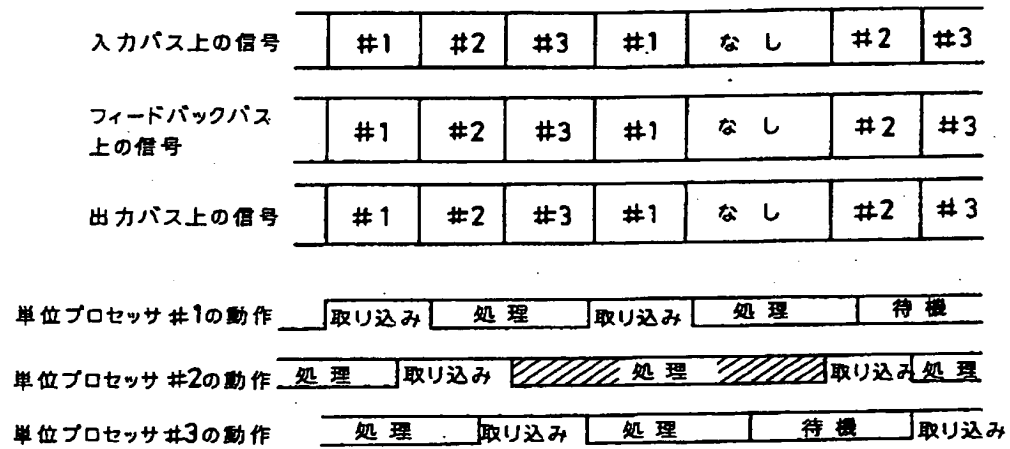 入力バス上の信号 #1 #2 #3 #1 なし #2 #3
フィードバックバス
上の信号 #1 #2 #3 #1 なし #2 #3
出力バス上の信号 #1 #2 #3 #1 なし #2 #3
単位プロセッサ #1の動作 取り込み 処理 取り込み 処理 待機
単位プロセッサ #2の動作 処理 取り込み 処理 取り込み 処理
単位プロセッサ #3の動作 処理 取り込み 処理 待機 取り込み